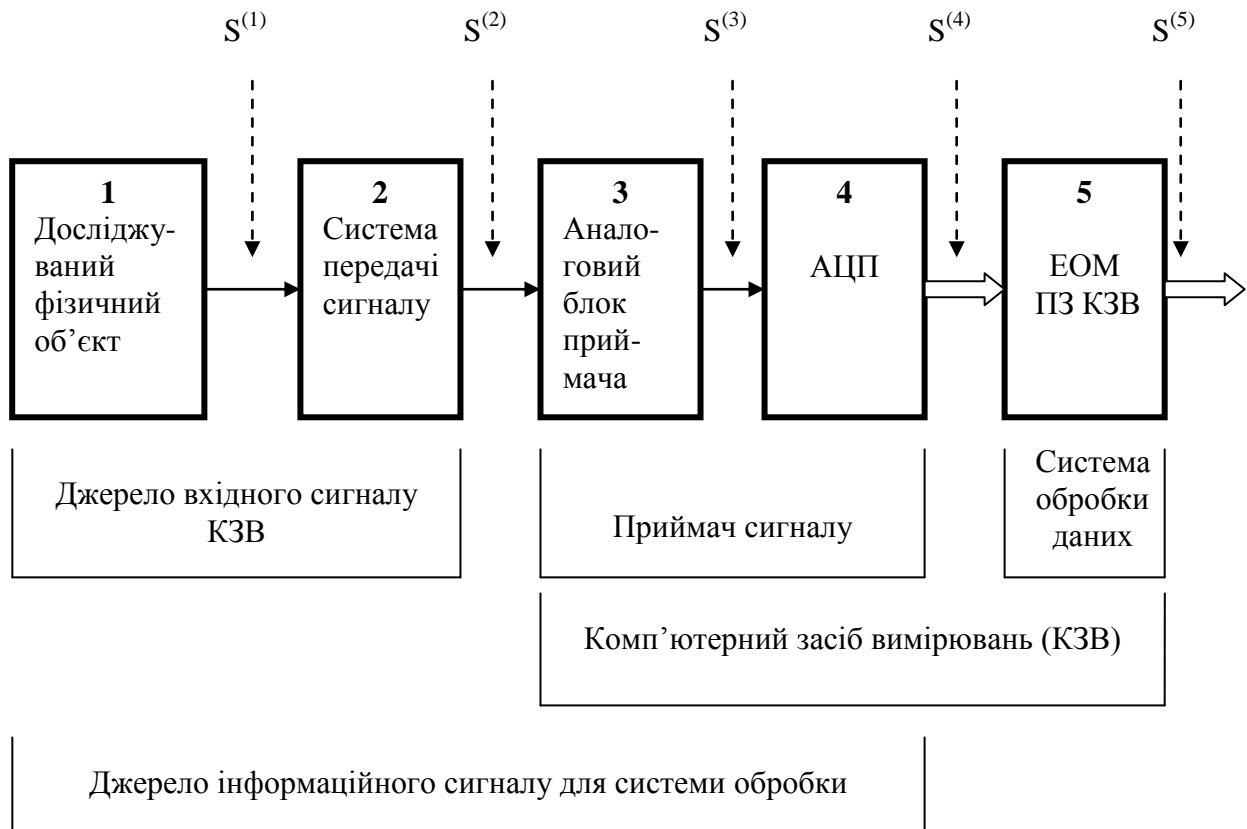 S(1) S(2) S(3) S(4) S(5)
1
Досліджу-
ваний
фізичний
об’єкт
2
Система
передачі
сигналу
3
Анало-
говий
блок
прий-
мача
4
АЦП
5
ЕОМ
ПЗ КЗВ
Джерело вхідного сигналу
КЗВ
Приймач сигналу
Система
обробки
даних
Комп’ютерний засіб вимірювань (КЗВ)
Джерело інформаційного сигналу для системи обробки